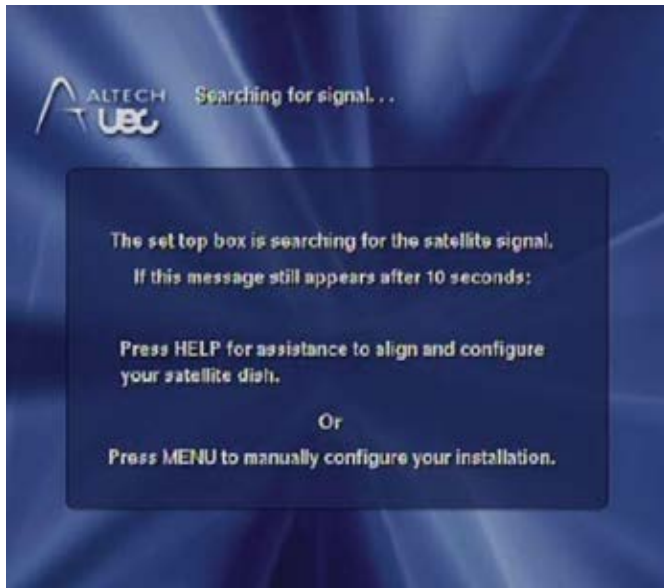 ALTECH
UEC
Searching for signal...
The set top box is searching for the satellite signal.
If this message still appears after 10 seconds:
Press HELP for assistance to align and configure
your satellite dish.
Or
Press MENU to manually configure your installation.